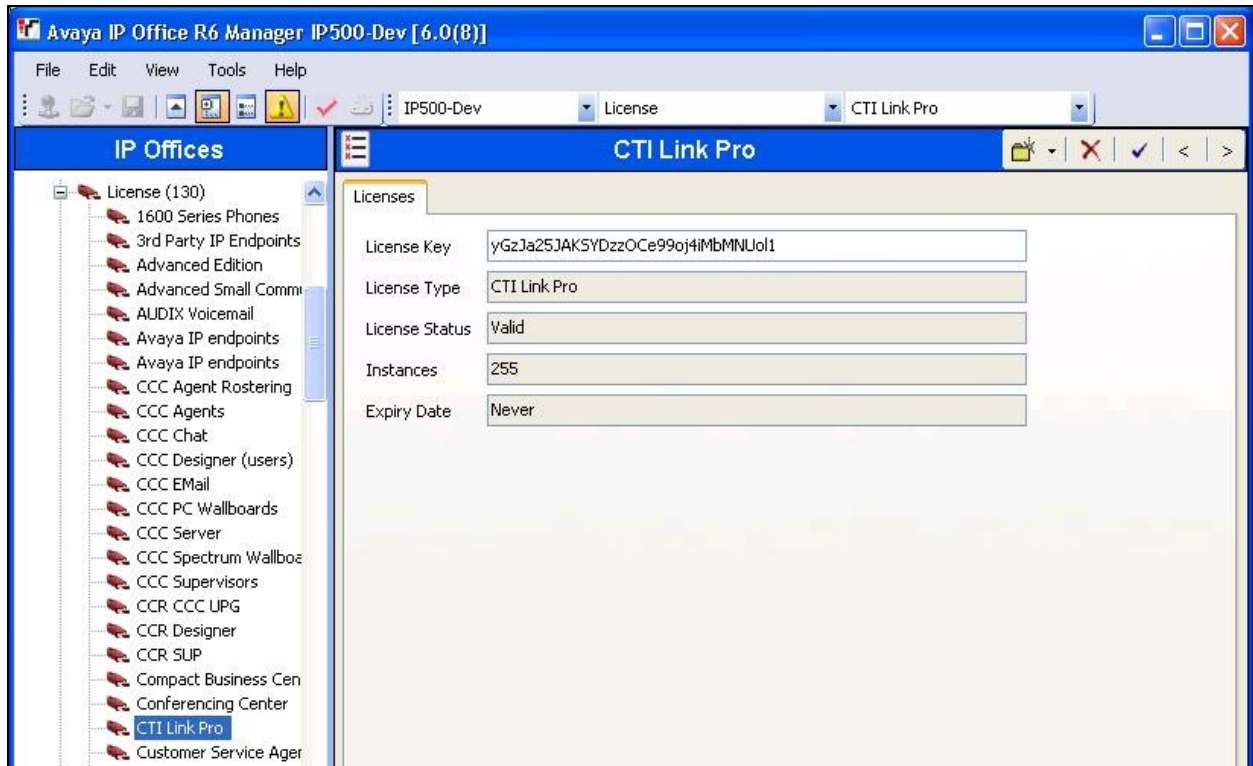 Avaya IP Office R6 Manager IP500-Dev [6.0(8)]
File Edit View Tools Help
IP500-Dev License CTI Link Pro
IP Offices
CTI Link Pro
License (130)
1600 Series Phones
3rd Party IP Endpoints
Advanced Edition
Advanced Small Commu
AUDIX Voicemail
Avaya IP endpoints
Avaya IP endpoints
CCC Agent Rostering
CCC Agents
CCC Chat
CCC Designer (users)
CCC EMail
CCC PC Wallboards
CCC Server
CCC Spectrum Wallboa
CCC Supervisors
CCR CCC UPG
CCR Designer
CCR SUP
Compact Business Cen
Conferencing Center
CTI Link Pro
Customer Service Ager
Licenses
License Key yGzJa25JAKSYDzzOCe99oj4iMbMNUol1
License Type CTI Link Pro
License Status Valid
Instances 255
Expiry Date Never